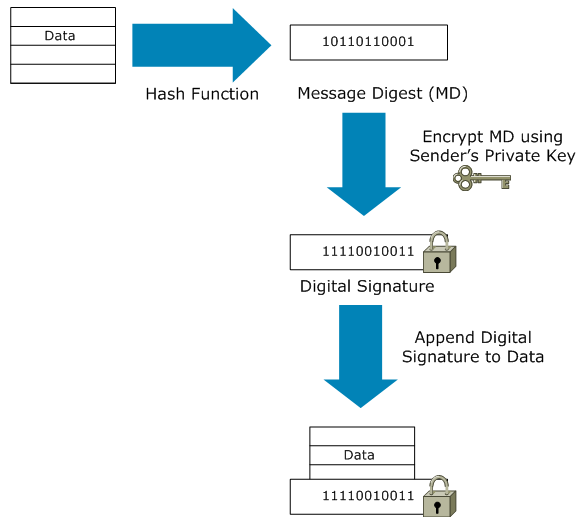 Data
10110110001
Hash Function
Message Digest (MD)
Encrypt MD using
Sender's Private Key
11110010011
Digital Signature
Append Digital
Signature to Data
Data
11110010011